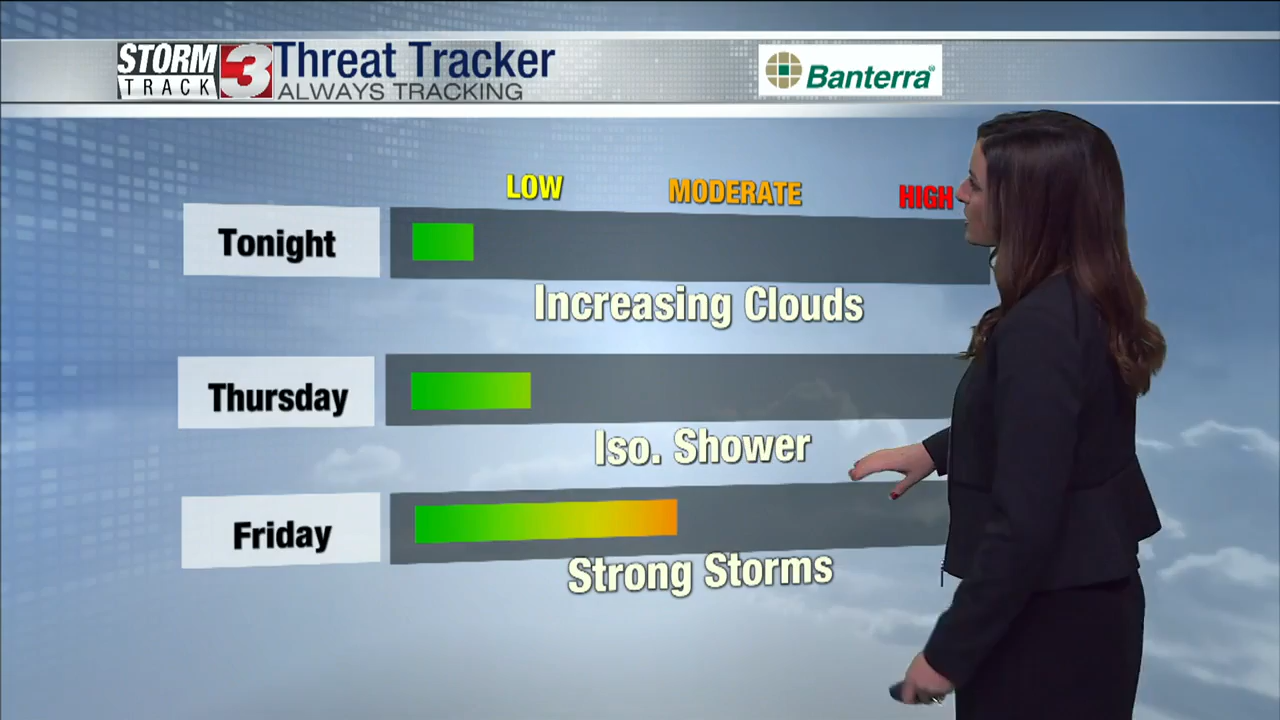 STORM
TRACK
3
Threat Tracker
ALWAYS TRACKING
Banterra®
LOW
MODERATE
HIGH
Tonight
Increasing Clouds
Thursday
Iso. Shower
Friday
Strong Storms